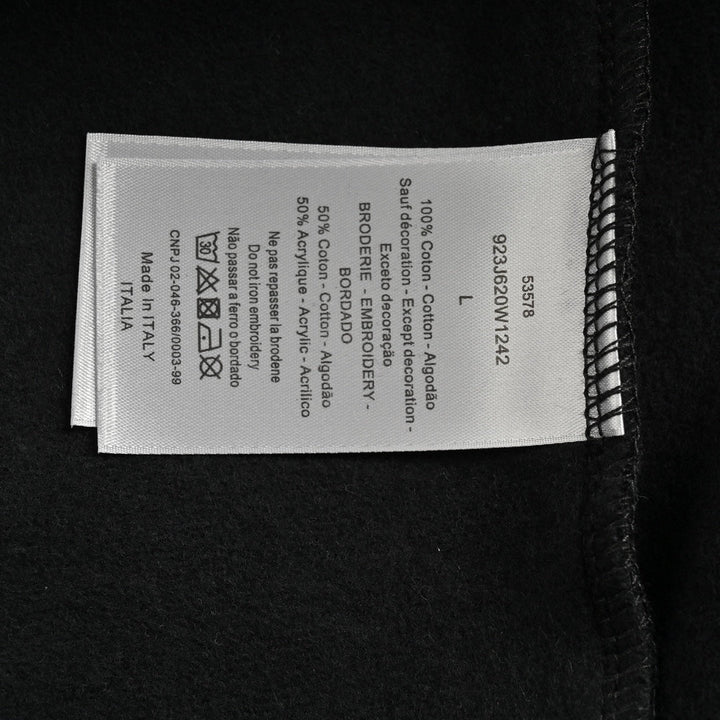 53578
923J620W1242
L
100% Coton - Cotton - Algodão
Sauf décoration - Except decoration -
Exceto decoração
BRODERIE - EMBROIDERY -
BORDADO
50% Coton - Cotton - Algodão
50% Acrylique - Acrylic - Acrilico
Ne pas repasser la brodene
Do not iron embroidery
Não passar a ferro o bordado
30
CNPJ 02-046-366/0003-99
Made In ITALY
ITALIA